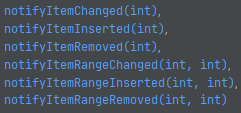 notifyItemChanged(int),
notifyItemInserted(int),
notifyItemRemoved(int),
notifyItemRangeChanged(int, int),
notifyItemRangeInserted(int, int),
notifyItemRangeRemoved(int, int)